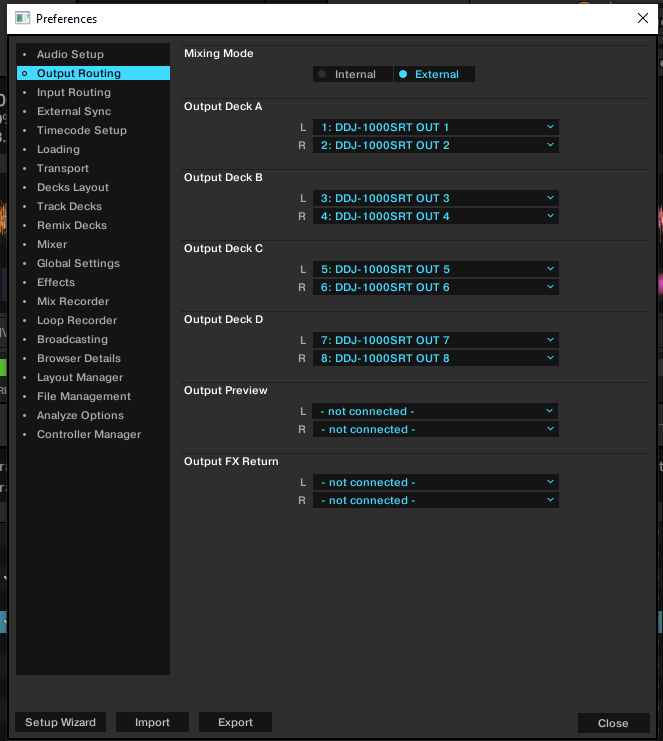 Preferences
Audio Setup
Output Routing
Input Routing
External Sync
Timecode Setup
Loading
Transport
Decks Layout
Track Decks
Remix Decks
Mixer
Global Settings
Effects
Mix Recorder
Loop Recorder
Broadcasting
Browser Details
Layout Manager
File Management
Analyze Options
Controller Manager
Mixing Mode
Internal External
Output Deck A
L 1: DDJ-1000SRT OUT 1
R 2: DDJ-1000SRT OUT 2
Output Deck B
L 3: DDJ-1000SRT OUT 3
R 4: DDJ-1000SRT OUT 4
Output Deck C
L 5: DDJ-1000SRT OUT 5
R 6: DDJ-1000SRT OUT 6
Output Deck D
L 7: DDJ-1000SRT OUT 7
R 8: DDJ-1000SRT OUT 8
Output Preview
L - not connected -
R - not connected -
Output FX Return
L - not connected -
R - not connected -
Setup Wizard Import Export Close